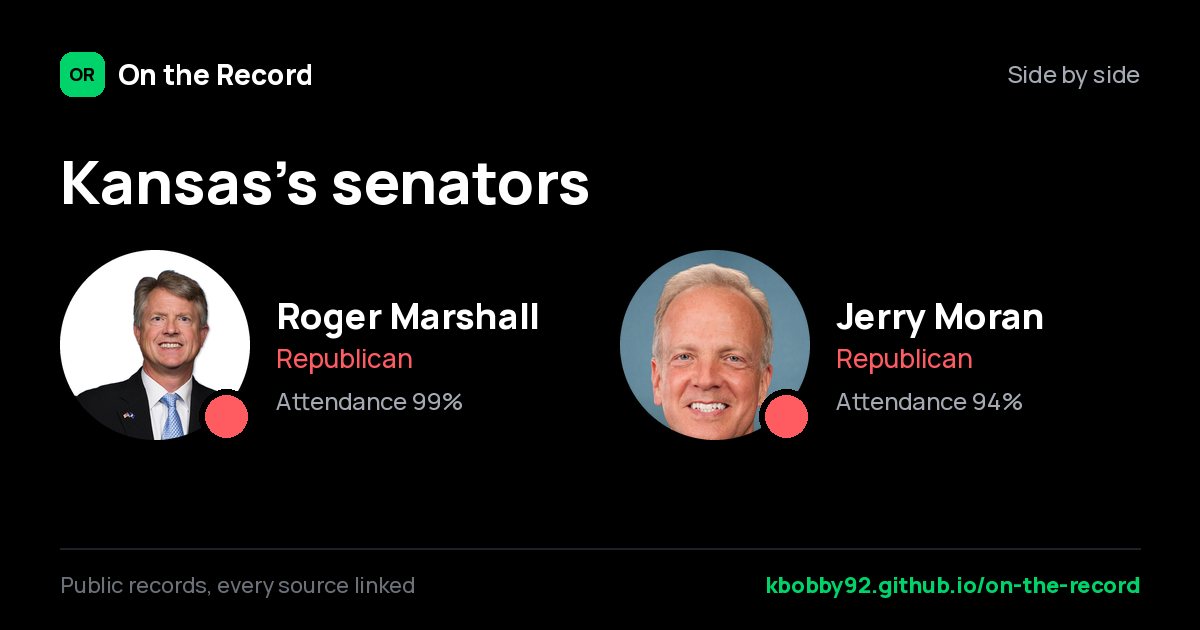 OR On the Record
Side by side
Kansas’s senators
Roger Marshall
Republican
Attendance 99%
Jerry Moran
Republican
Attendance 94%
Public records, every source linked
kbobby92.github.io/on-the-record